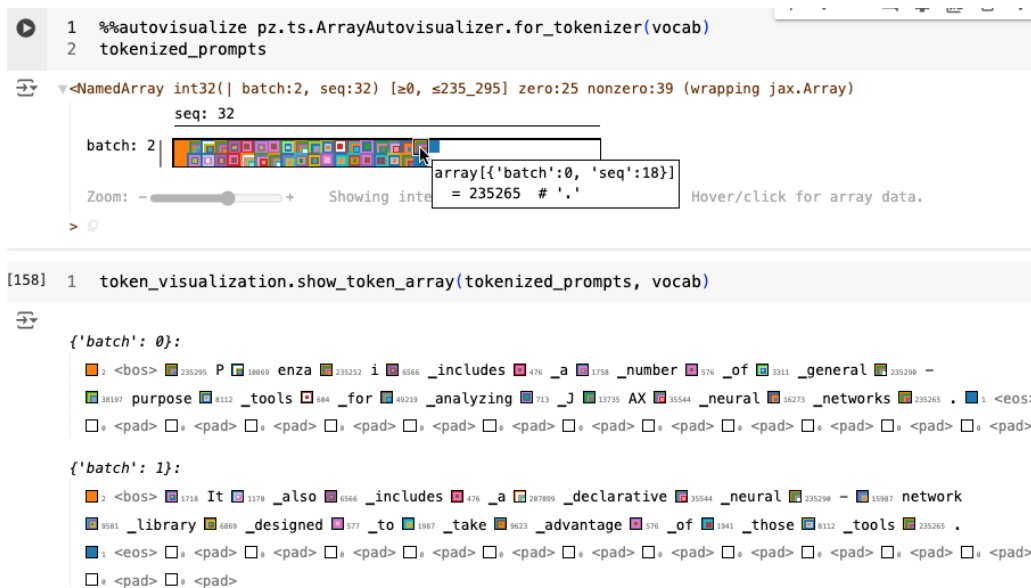 1 %%autovisualize pz.ts.ArrayAutovisualizer.for_tokenizer(vocab)
2 tokenized_prompts
▼<NamedArray int32(| batch:2, seq:32) [≥0, ≤235_295] zero:25 nonzero:39 (wrapping jax.Array)
seq: 32
batch: 2
array[{'batch':0, 'seq':18}]
= 235265 # '.'
Zoom: - + Showing inte Hover/click for array data.
>
[158] 1 token_visualization.show_token_array(tokenized_prompts, vocab)
{'batch': 0}:
2 <bos> 235295 P 10869 enza 235252 i 6566 _includes 476 _a 1758 _number 576 _of 3311 _general 235290 -
38197 purpose 8112 _tools 604 _for 49219 _analyzing 713 _J 13735 AX 35544 _neural 16273 _networks 235265 . 1 <eos>
0 <pad> 0 <pad> 0 <pad> 0 <pad> 0 <pad> 0 <pad> 0 <pad> 0 <pad> 0 <pad> 0 <pad> 0 <pad> 0 <pad>
{'batch': 1}:
2 <bos> 1718 It 1170 _also 6566 _includes 476 _a 207899 _declarative 35544 _neural 235290 - 15987 network
9581 _library 6869 _designed 577 _to 1987 _take 9623 _advantage 576 _of 1941 _those 8112 _tools 235265 .
1 <eos> 0 <pad> 0 <pad> 0 <pad> 0 <pad> 0 <pad> 0 <pad> 0 <pad> 0 <pad> 0 <pad> 0 <pad> 0 <pad>
0 <pad> 0 <pad>